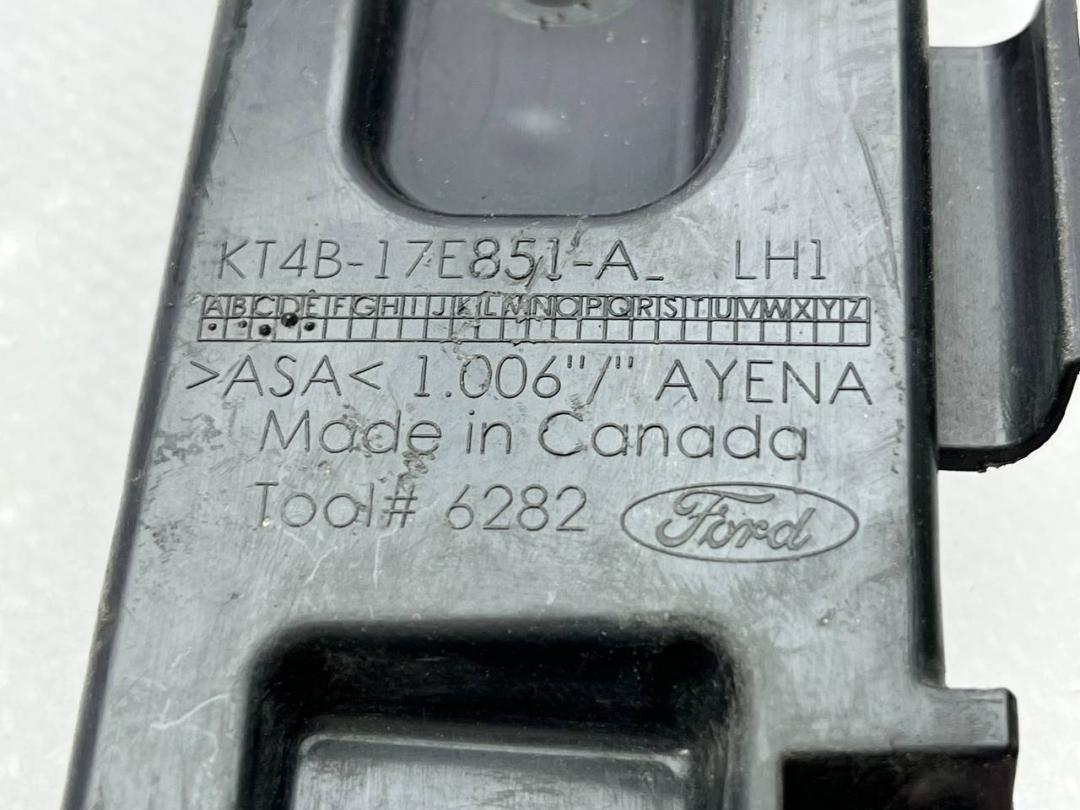 KT4B-17E851-A_ LH1
ABCDEFGHIJKLMNOPQRSTUVWXYZ
>ASA< 1.006"/" AYENA
Made in Canada
Tool# 6282 Ford